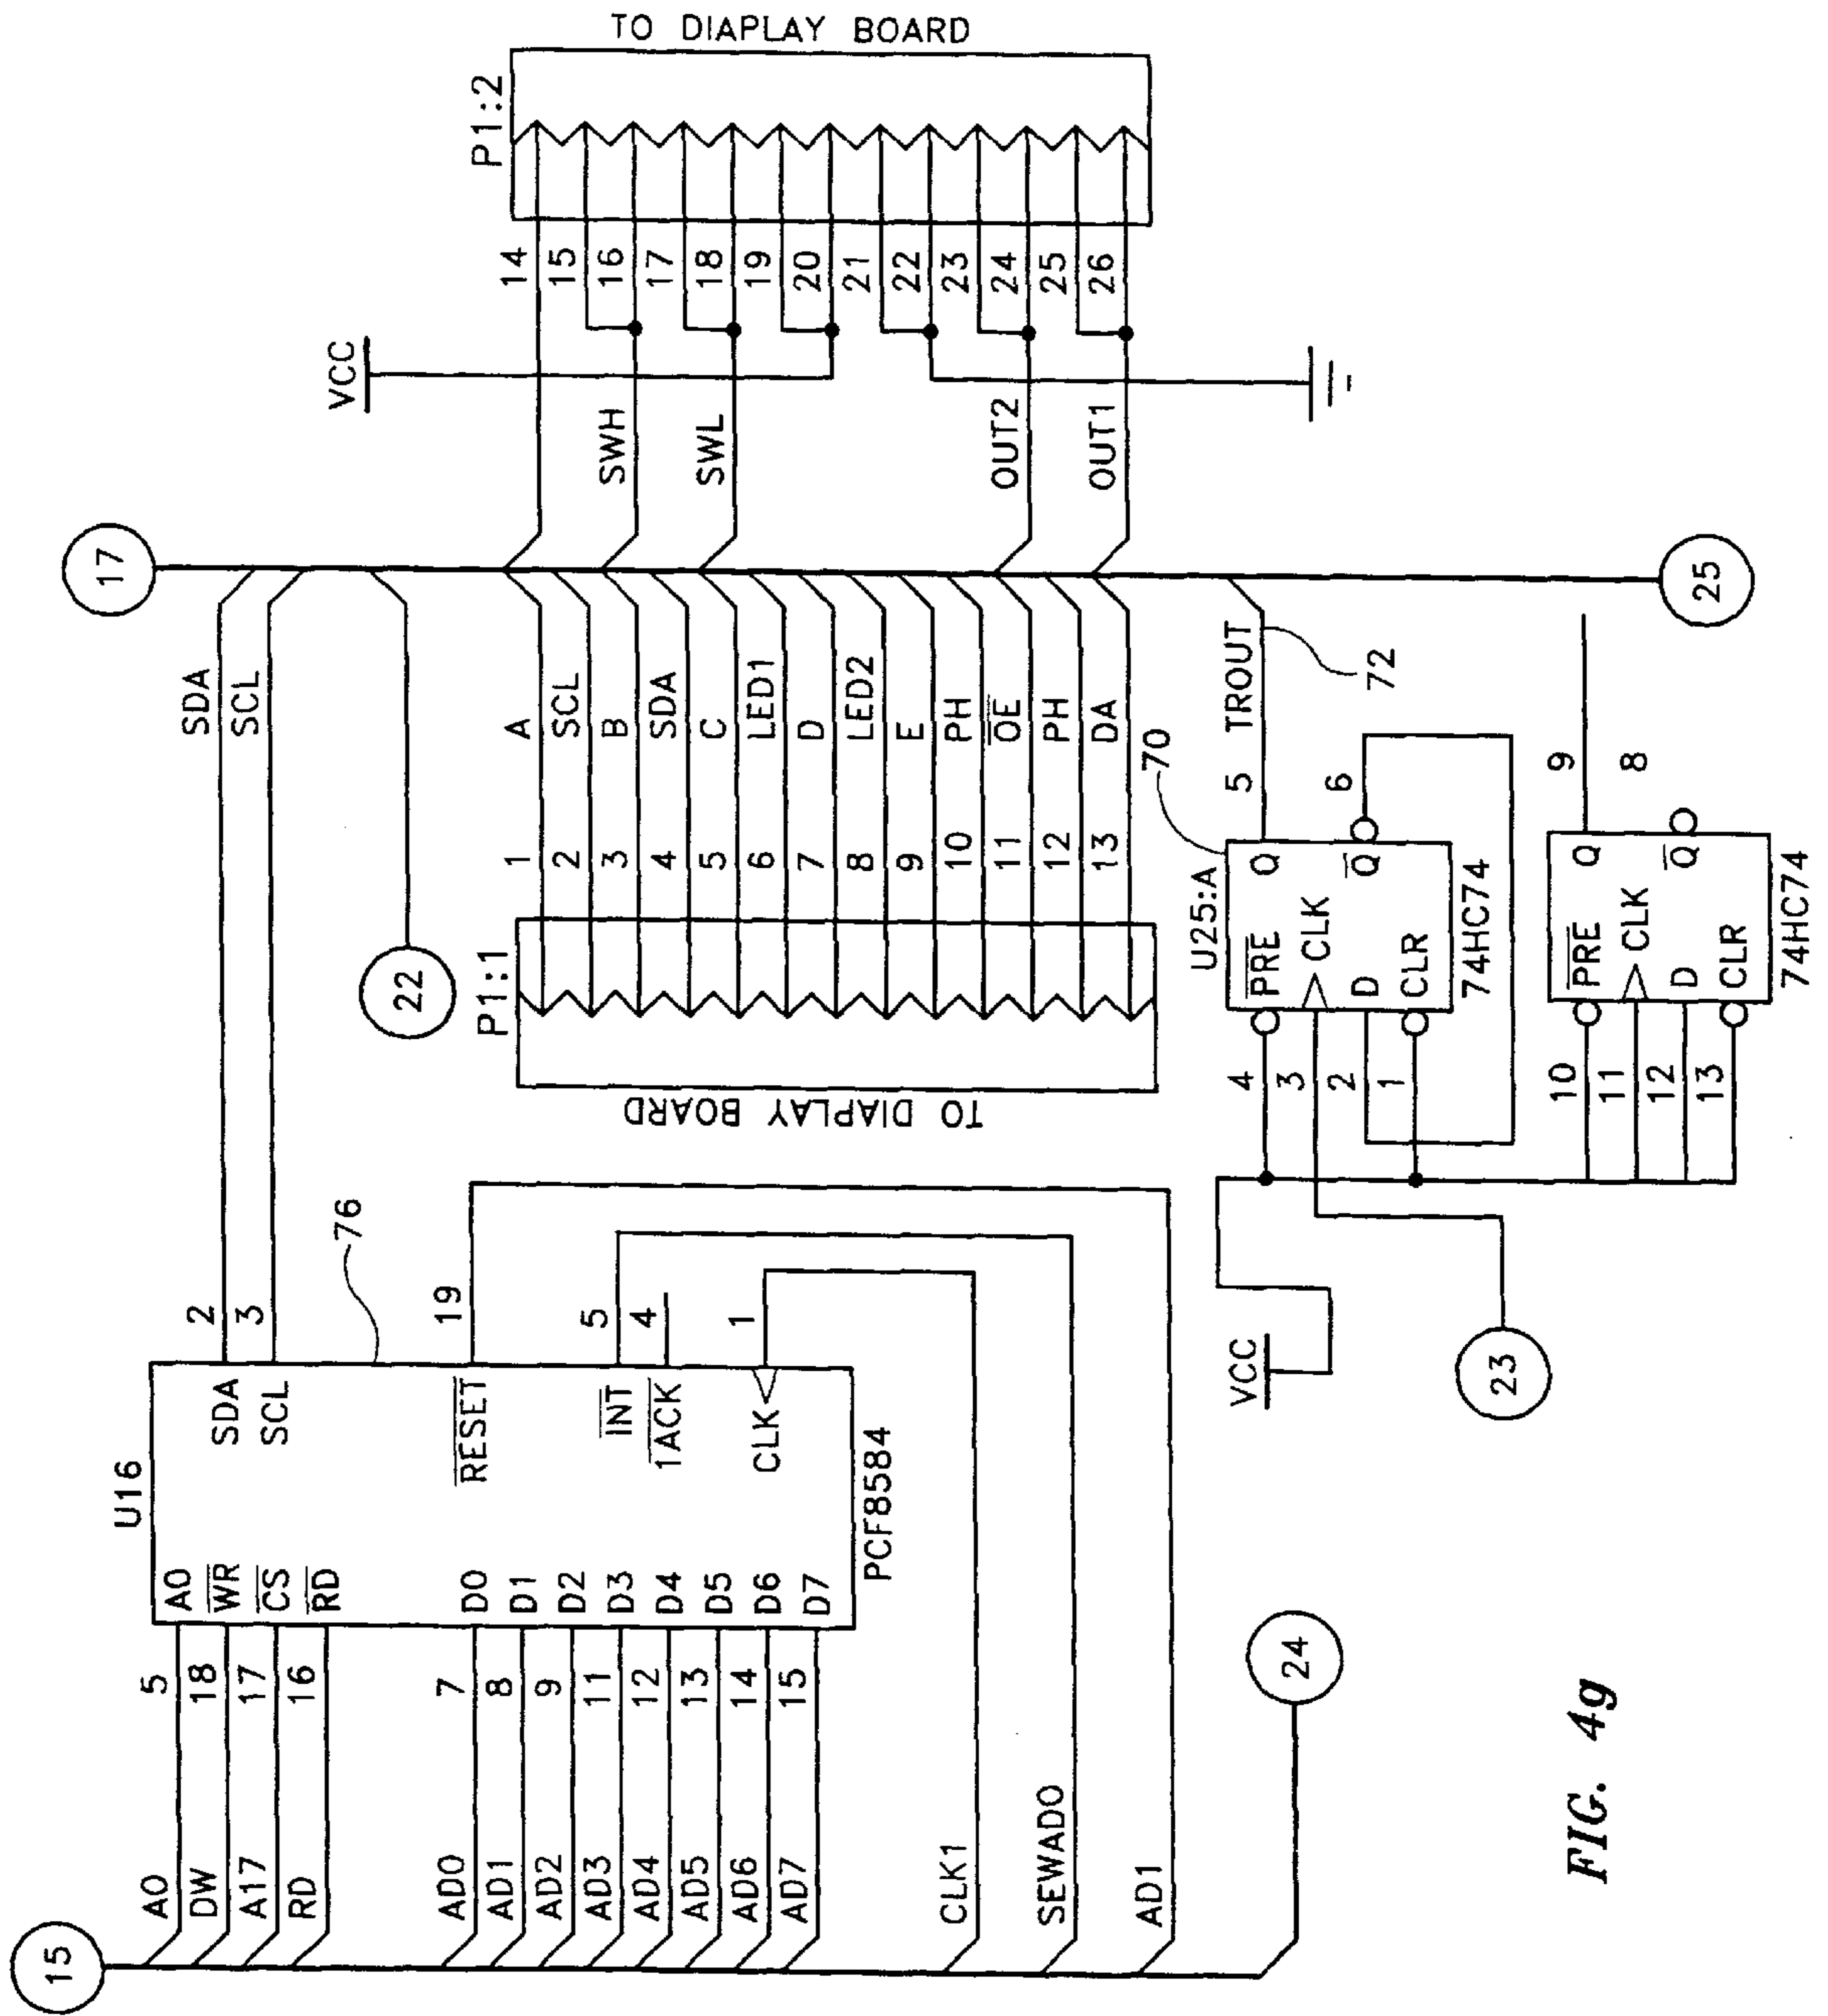 15
A0 5 A0
DW 18 WR
A17 17 CS
RD 16 RD
AD0 7 D0
AD1 8 D1
AD2 9 D2
AD3 11 D3
AD4 12 D4
AD5 13 D5
AD6 14 D6
AD7 15 D7
U16
SDA 2 SDA
SCL 3 SCL
RESET 19
INT 5
1ACK 4
CLK 1
PCF8584
76
CLK1
SEWADO
AD1
24
17
22
P1:1
TO DIAPLAY BOARD
1 A
2 SCL
3 B
4 SDA
5 C
6 LED1
7 D
8 LED2
9 E
10 PH
11 OE
12 PH
13 DA
VCC
P1:2
TO DIAPLAY BOARD
14
15
SWH 16
17
SWL 18
19
20
21
22
23
OUT2 24
25
OUT1 26
VCC
23
U25:A
70
4 PRE Q 5 TROUT
72
3 CLK
2 D Q 6
1 CLR
74HC74
10 PRE Q 9
11 CLK
12 D Q 8
13 CLR
74HC74
25
FIG. 4g